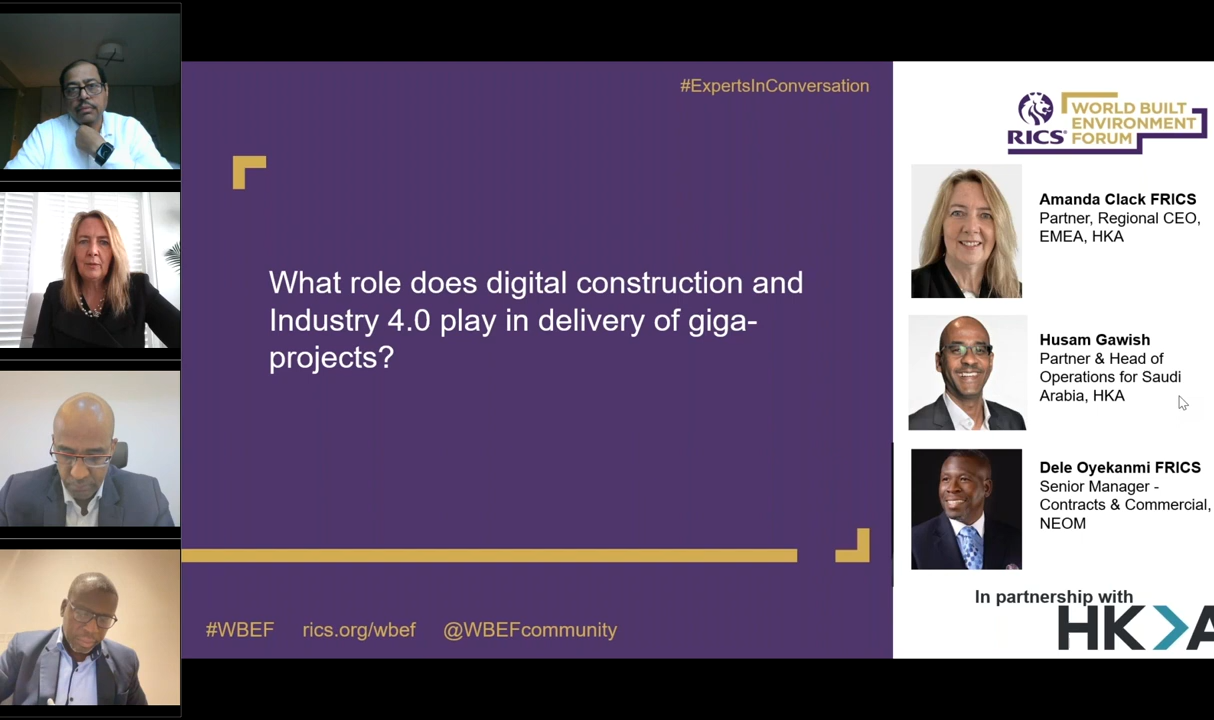 #ExpertsInConversation
What role does digital construction and
Industry 4.0 play in delivery of giga-
projects?
#WBEF rics.org/wbef @WBEFcommunity
RICS
WORLD BUILT
ENVIRONMENT
FORUM
Amanda Clack FRICS
Partner, Regional CEO,
EMEA, HKA
Husam Gawish
Partner & Head of
Operations for Saudi
Arabia, HKA
Dele Oyekanmi FRICS
Senior Manager -
Contracts & Commercial,
NEOM
In partnership with
HKA